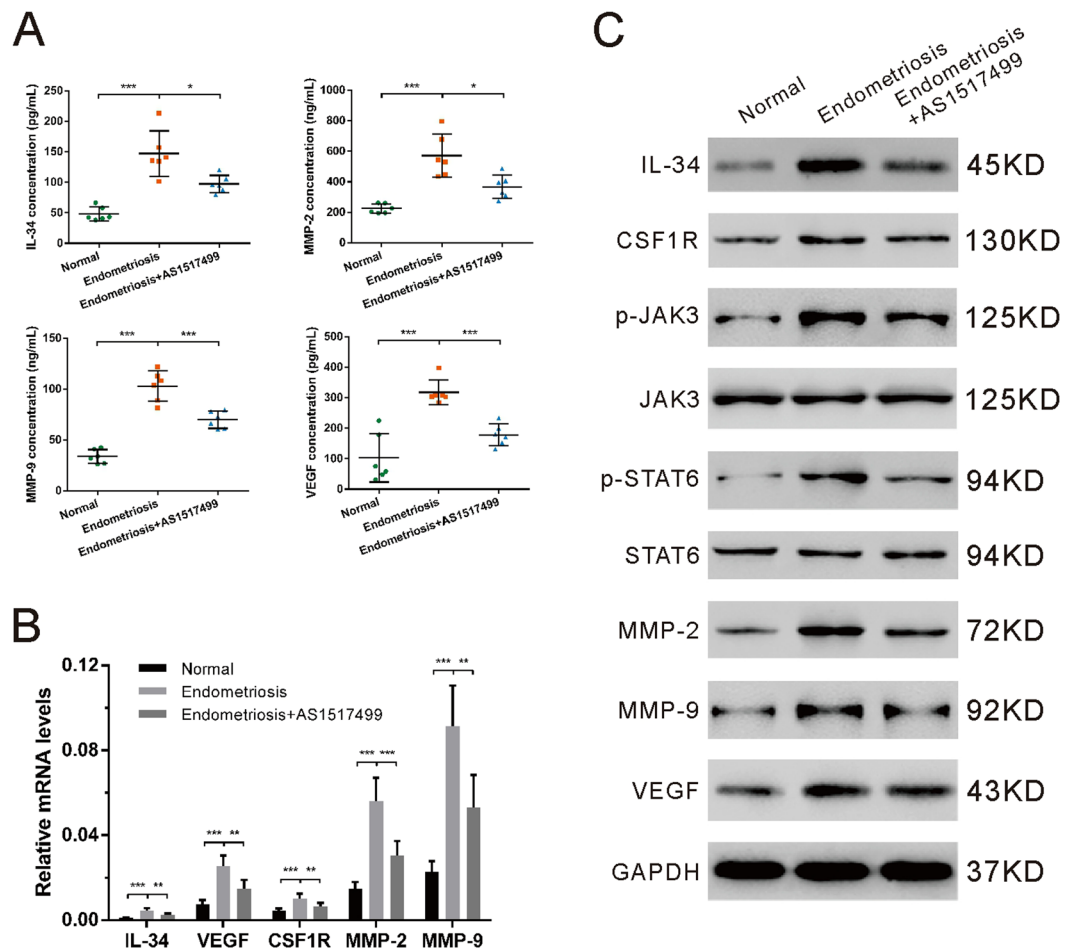 A
IL-34 concentration (pg/mL)
250
200
150
100
50
0
***
*
Normal
Endometriosis
Endometriosis+AS1517499
MMP-2 concentration (pg/mL)
1000
800
600
400
200
0
***
*
Normal
Endometriosis
Endometriosis+AS1517499
MMP-9 concentration (ng/mL)
150
100
50
0
***
***
Normal
Endometriosis
Endometriosis+AS1517499
VEGF concentration (pg/mL)
500
400
300
200
100
0
***
***
Normal
Endometriosis
Endometriosis+AS1517499
B
Relative mRNA levels
0.12
0.08
0.04
0.00
Normal
Endometriosis
Endometriosis+AS1517499
*** **
*** **
*** **
*** ***
*** **
IL-34 VEGF CSF1R MMP-2 MMP-9
C
Normal
Endometriosis
Endometriosis
+AS1517499
IL-34 45KD
CSF1R 130KD
p-JAK3 125KD
JAK3 125KD
p-STAT6 94KD
STAT6 94KD
MMP-2 72KD
MMP-9 92KD
VEGF 43KD
GAPDH 37KD